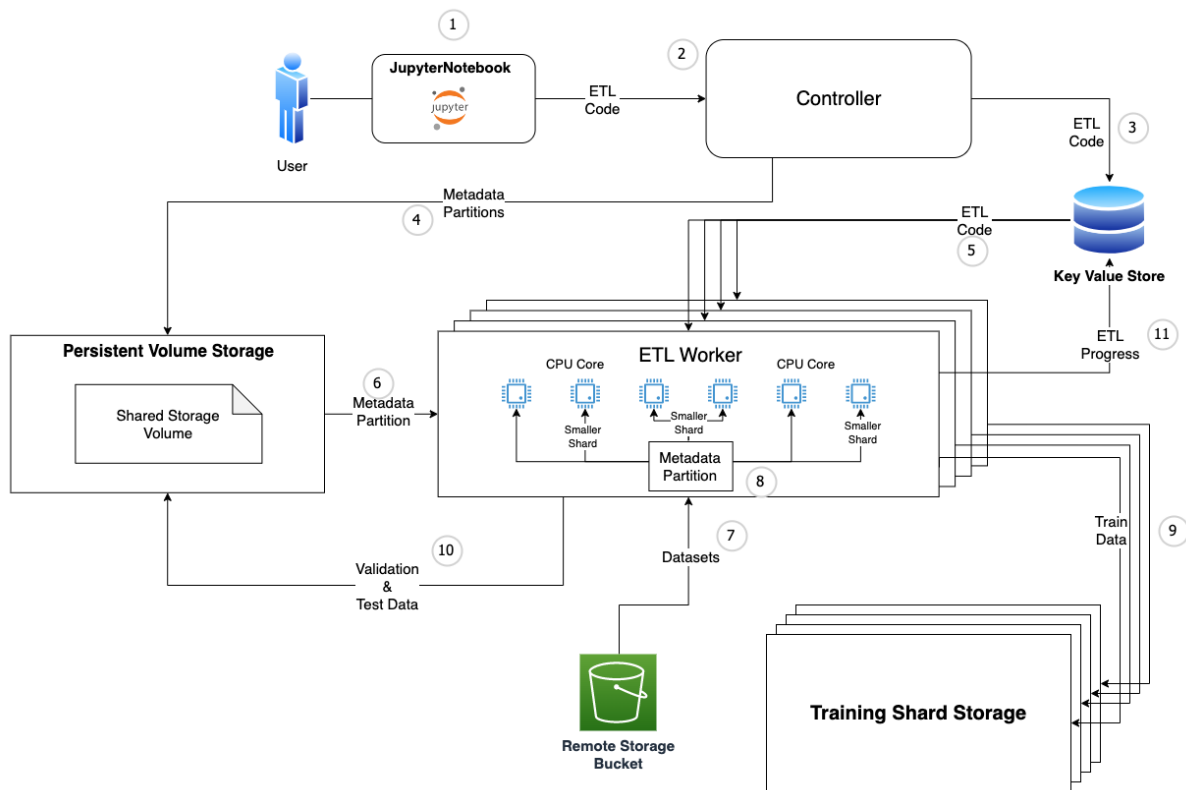 1
JupyterNotebook
jupyter
User
ETL
Code
2
Controller
ETL
Code
3
Metadata
Partitions
4
ETL
Code
5
Key Value Store
Persistent Volume Storage
Shared Storage
Volume
6
Metadata
Partition
ETL Worker
CPU Core
CPU Core
Smaller
Shard
Smaller
Shard
Smaller
Shard
Metadata
Partition
8
ETL
Progress
11
10
Validation
&
Test Data
7
Datasets
Train
Data
9
Remote Storage
Bucket
Training Shard Storage